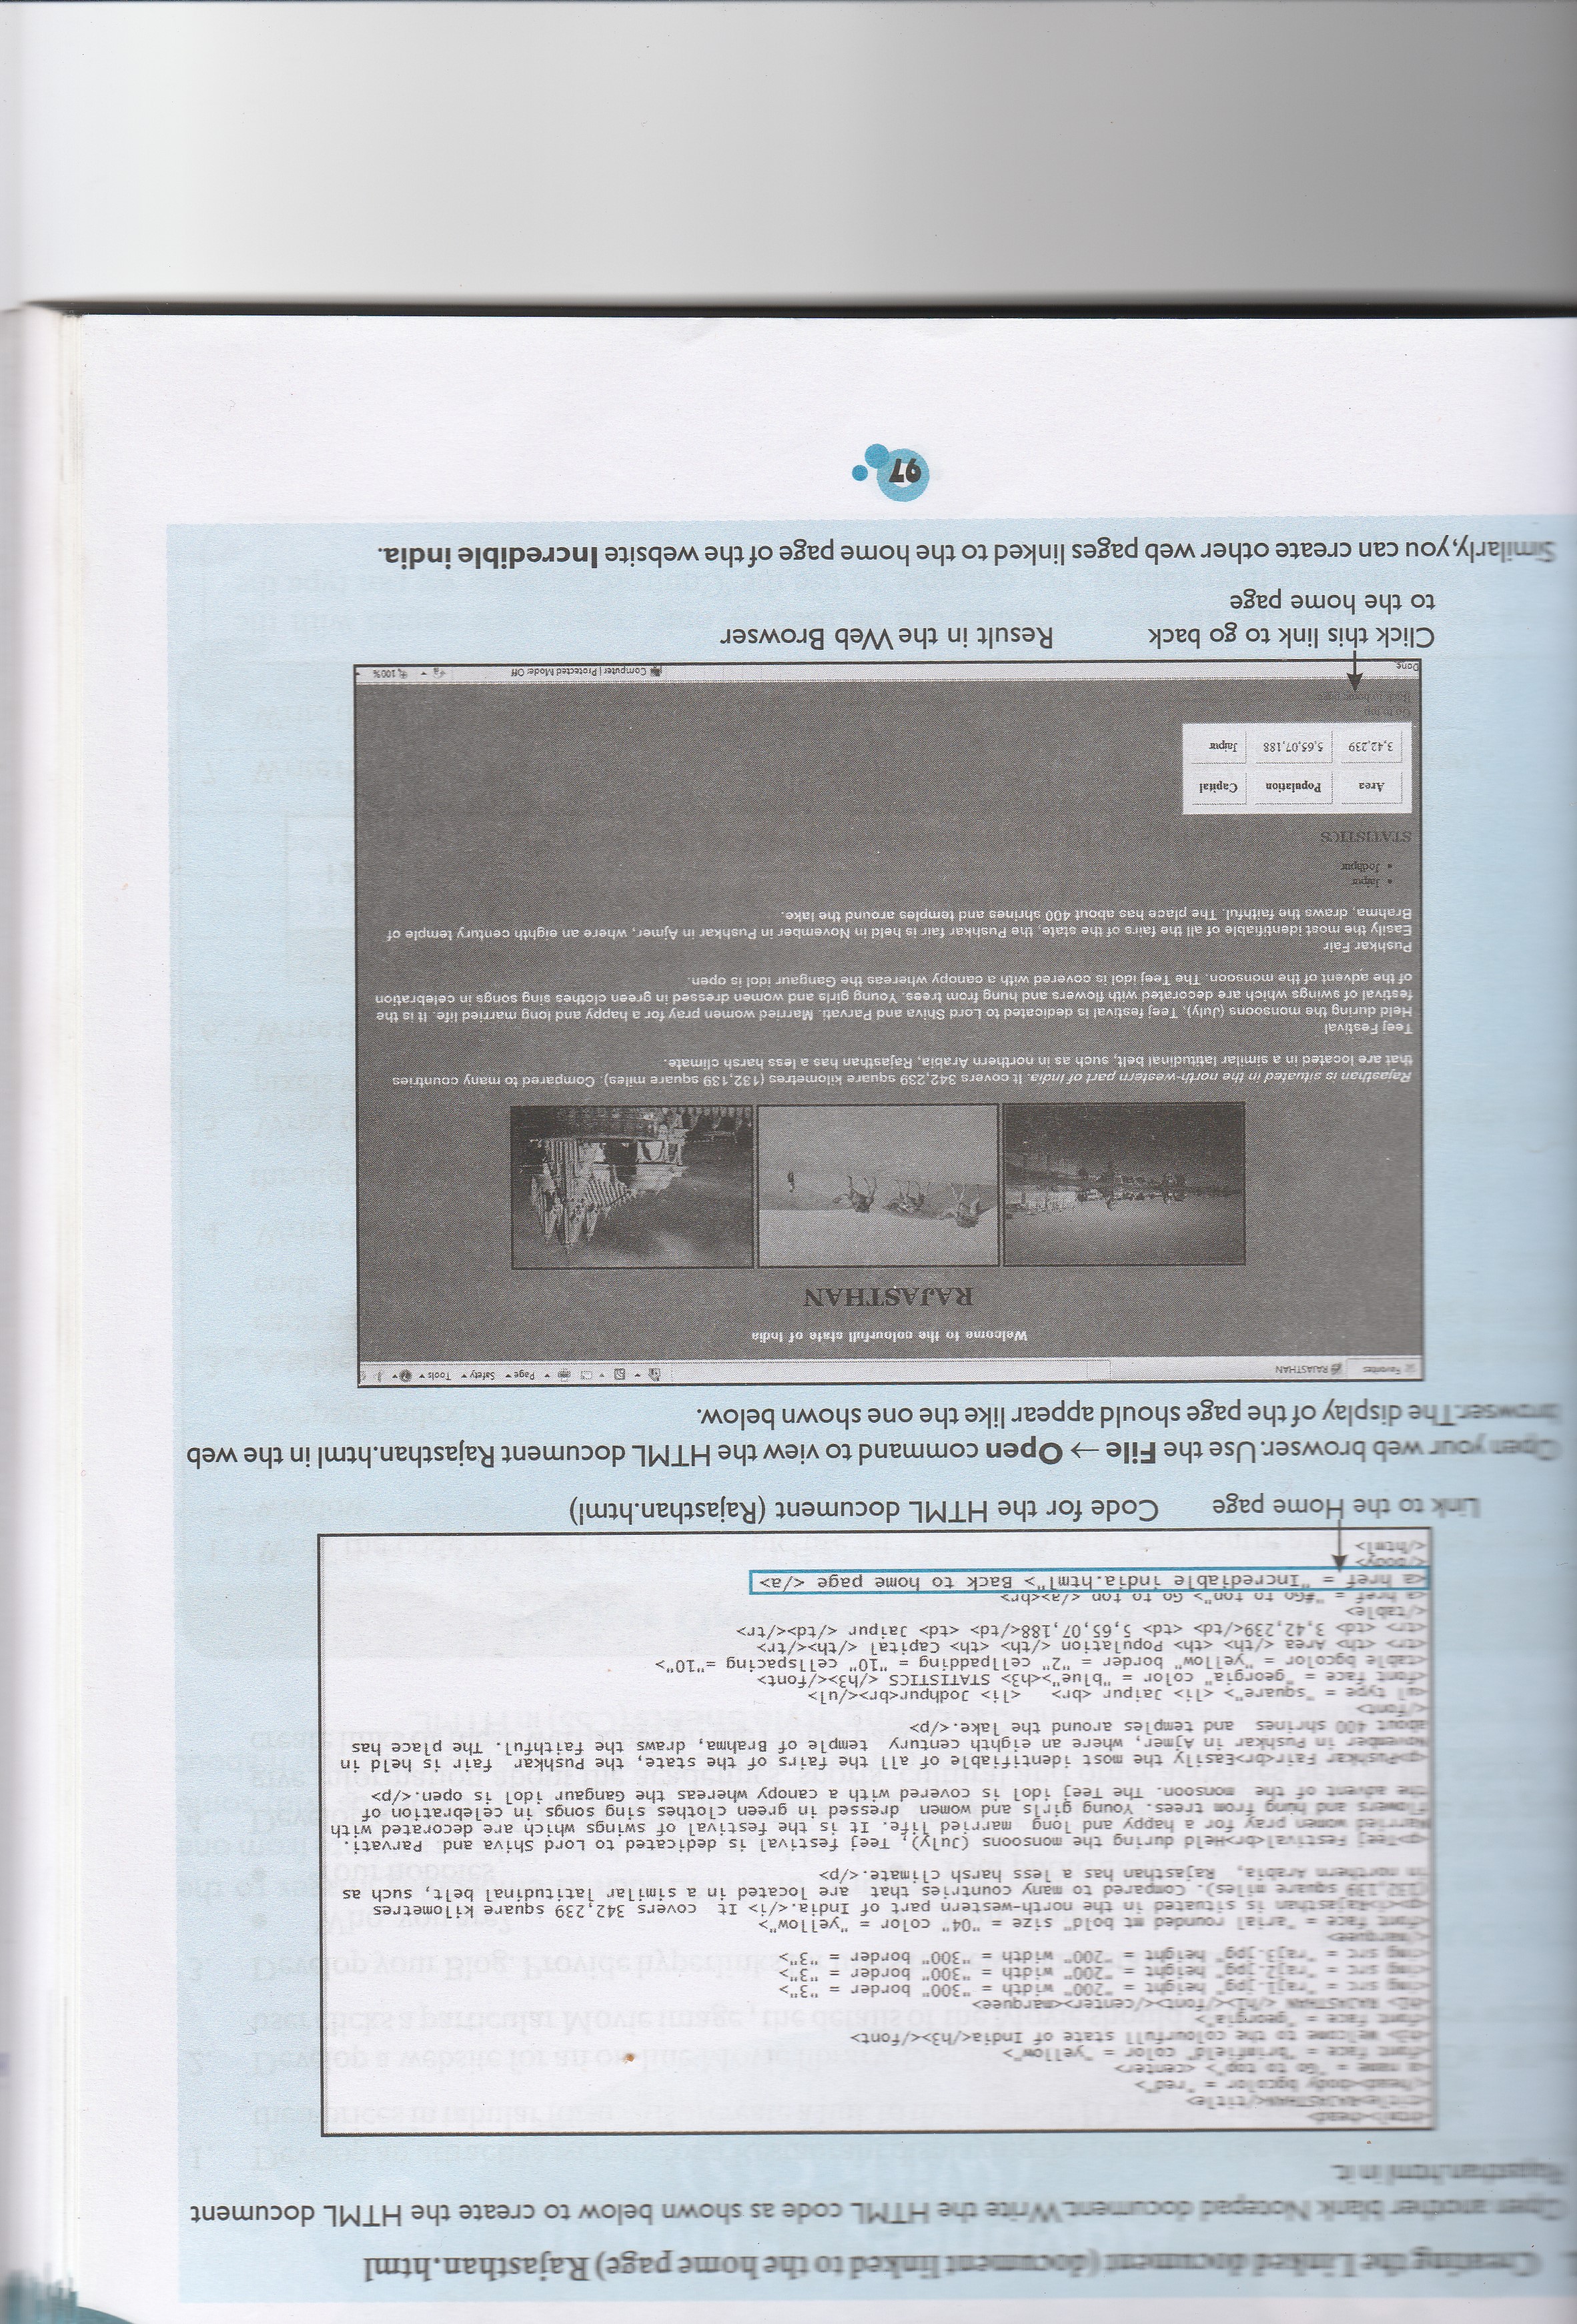 Creating the Linked document (document linked to the home page) Rajasthan.html
Open another blank Notepad document. Write the HTML code as shown below to create the HTML document
Rajasthan.html in it.
<html><head>
<title>RAJASTHAN</title>
</head><body bgcolor = "red">
<a name = "Go to top"> <center>
<font face = "brimfield" color = "yellow">
<h3> Welcome to the colourfull state of India</h3></font>
<font face = "georgia">
<h1> RAJASTHAN </h1></font></center><marquee>
<img src = "raj1.jpg" height = "200" width = "300" border = "3">
<img src = "raj2.jpg" height = "200" width = "300" border = "3">
<img src = "raj3.jpg" height = "200" width = "300" border = "3">
</marquee>
<font face = "arial rounded mt bold" size = "04" color = "yellow">
<p><i>Rajasthan is situated in the north-western part of India.</i> It covers 342,239 square kilometres
(132,139 square miles). Compared to many countries that are located in a similar latitudinal belt, such as
in northern Arabia, Rajasthan has a less harsh climate.</p>
<p>Teej Festival<br>Held during the monsoons (July), Teej festival is dedicated to Lord Shiva and Parvati.
Married women pray for a happy and long married life. It is the festival of swings which are decorated with
flowers and hung from trees. Young girls and women dressed in green clothes sing songs in celebration of
the advent of the monsoon. The Teej idol is covered with a canopy whereas the Gangaur idol is open.</p>
<p>Pushkar Fair<br>Easily the most identifiable of all the fairs of the state, the Pushkar fair is held in
November in Pushkar in Ajmer, where an eighth century temple of Brahma, draws the faithful. The place has
about 400 shrines and temples around the lake.</p>
</font>
<ul type = "square"> <li> Jaipur <br> <li> Jodhpur<br></ul>
<font face = "georgia" color = "blue"><h3> STATISTICS </h3></font>
<table bgcolor = "yellow" border = "2" cellpadding = "10" cellspacing ="10">
<tr> <th> Area </th> <th> Population </th> <th> Capital </th></tr>
<tr> <td> 3,42,239</td> <td> 5,65,07,188</td> <td> Jaipur </td></tr>
</table>
<a href = "#Go to top"> Go to top </a><br>
<a href = "Incrediable india.html"> Back to home page </a>
</body>
</html>
Link to the Home page Code for the HTML document (Rajasthan.html)
Open your web browser. Use the File → Open command to view the HTML document Rajasthan.html in the web
browser. The display of the page should appear like the one shown below.
Favorites RAJASTHAN Page Safety Tools
Welcome to the colourfull state of India
RAJASTHAN
Rajasthan is situated in the north-western part of India. It covers 342,239 square kilometres (132,139 square miles). Compared to many countries
that are located in a similar latitudinal belt, such as in northern Arabia, Rajasthan has a less harsh climate.
Teej Festival
Held during the monsoons (July), Teej festival is dedicated to Lord Shiva and Parvati. Married women pray for a happy and long married life. It is the
festival of swings which are decorated with flowers and hung from trees. Young girls and women dressed in green clothes sing songs in celebration
of the advent of the monsoon. The Teej idol is covered with a canopy whereas the Gangaur idol is open.
Pushkar Fair
Easily the most identifiable of all the fairs of the state, the Pushkar fair is held in November in Pushkar in Ajmer, where an eighth century temple of
Brahma, draws the faithful. The place has about 400 shrines and temples around the lake.
• Jaipur
• Jodhpur
STATISTICS
Area Population Capital
3,42,239 5,65,07,188 Jaipur
Done Computer | Protected Mode: Off 100%
Click this link to go back Result in the Web Browser
to the home page
Similarly, you can create other web pages linked to the home page of the website Incredible india.
97